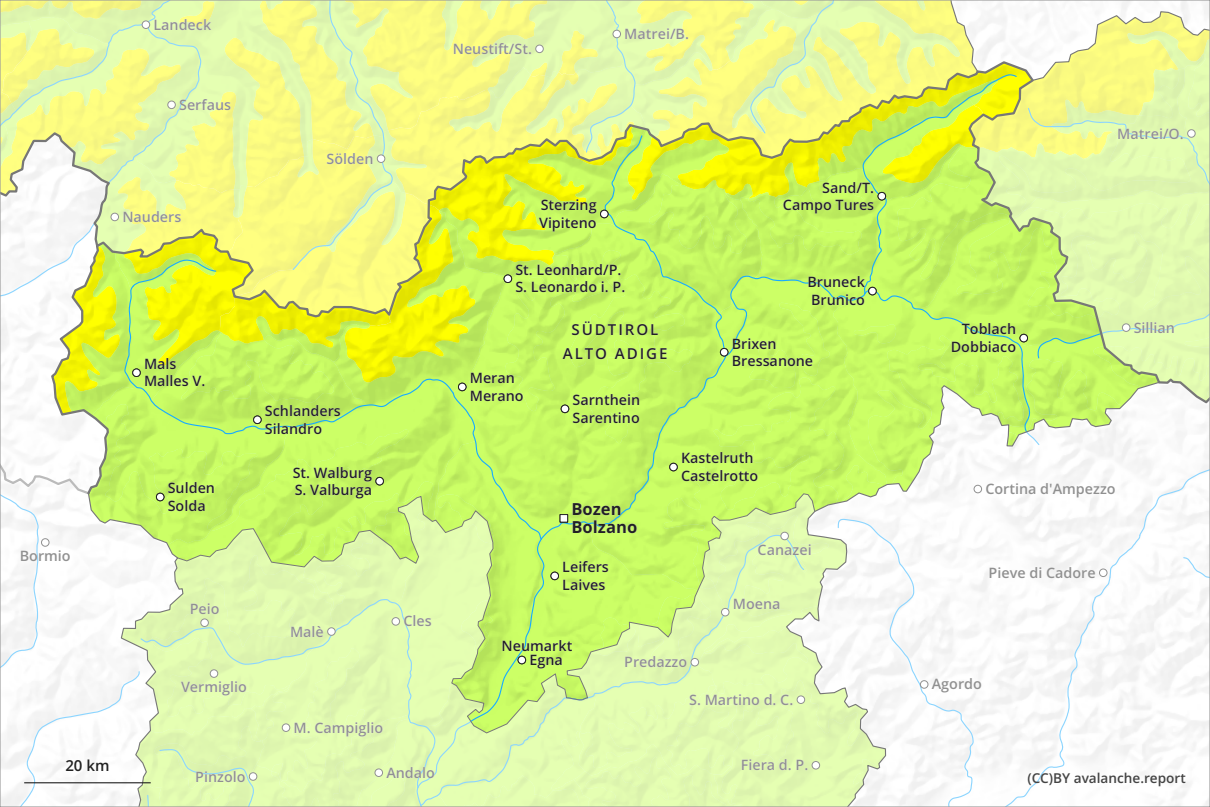 Landeck
Matrei/B.
Neustift/St.
Serfaus
Matrei/O.
Sölden
Sand/T.
Campo Tures
Nauders
Sterzing
Vipiteno
St. Leonhard/P.
S. Leonardo i. P.
Bruneck
Brunico
SÜDTIROL
ALTO ADIGE
Toblach
Dobbiaco
Sillian
Brixen
Bressanone
Mals
Malles V.
Meran
Merano
Schlanders
Silandro
Sarnthein
Sarentino
Kastelruth
Castelrotto
St. Walburg
S. Valburga
Sulden
Solda
Cortina d'Ampezzo
Bozen
Bolzano
Bormio
Canazei
Leifers
Laives
Pieve di Cadore
Peio
Moena
Cles
Malè
Neumarkt
Egna
Predazzo
Vermiglio
Agordo
S. Martino d. C.
M. Campiglio
Fiera d. P.
20 km
Pinzolo
Andalo
(CC)BY avalanche.report